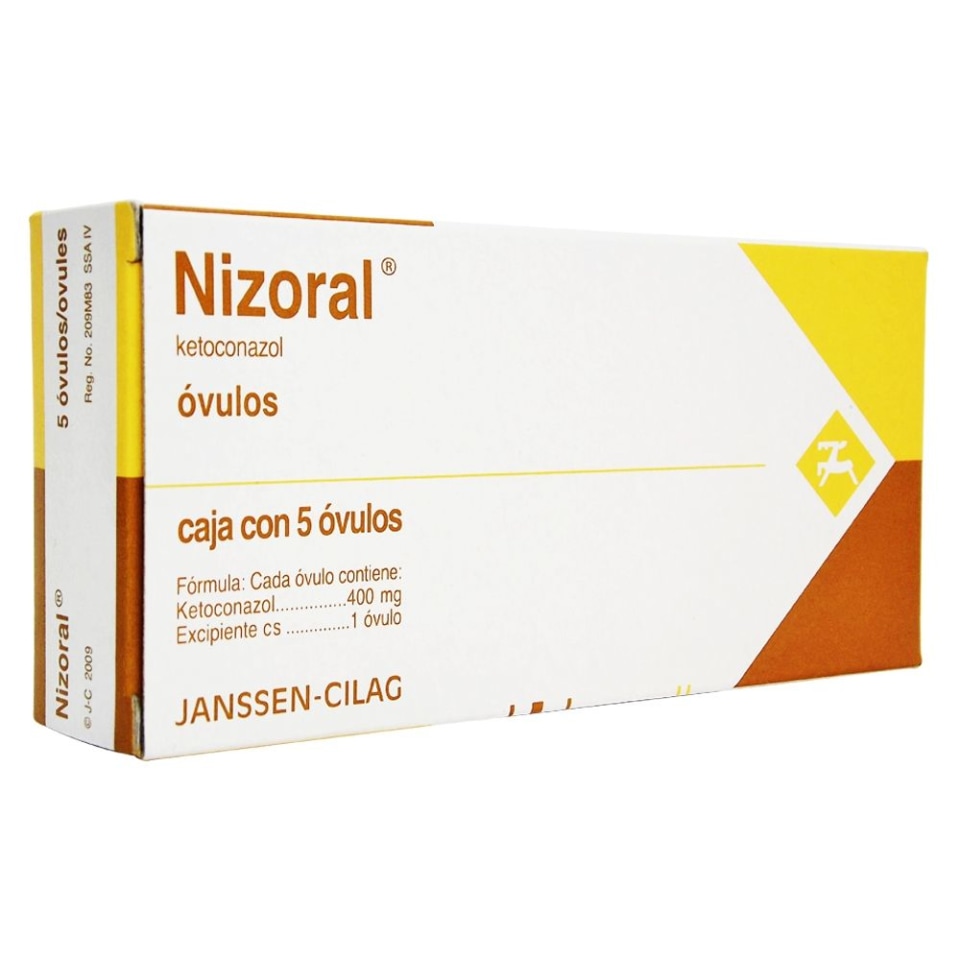 Nizoral®
ketoconazol
óvulos
caja con 5 óvulos
Fórmula: Cada óvulo contiene:
Ketoconazol...............400 mg
Excipiente cs ..............1 óvulo
JANSSEN-CILAG
5 óvulos/ovules
Reg. No. 209M83 SSA IV
Nizoral ®
© J-C 2009